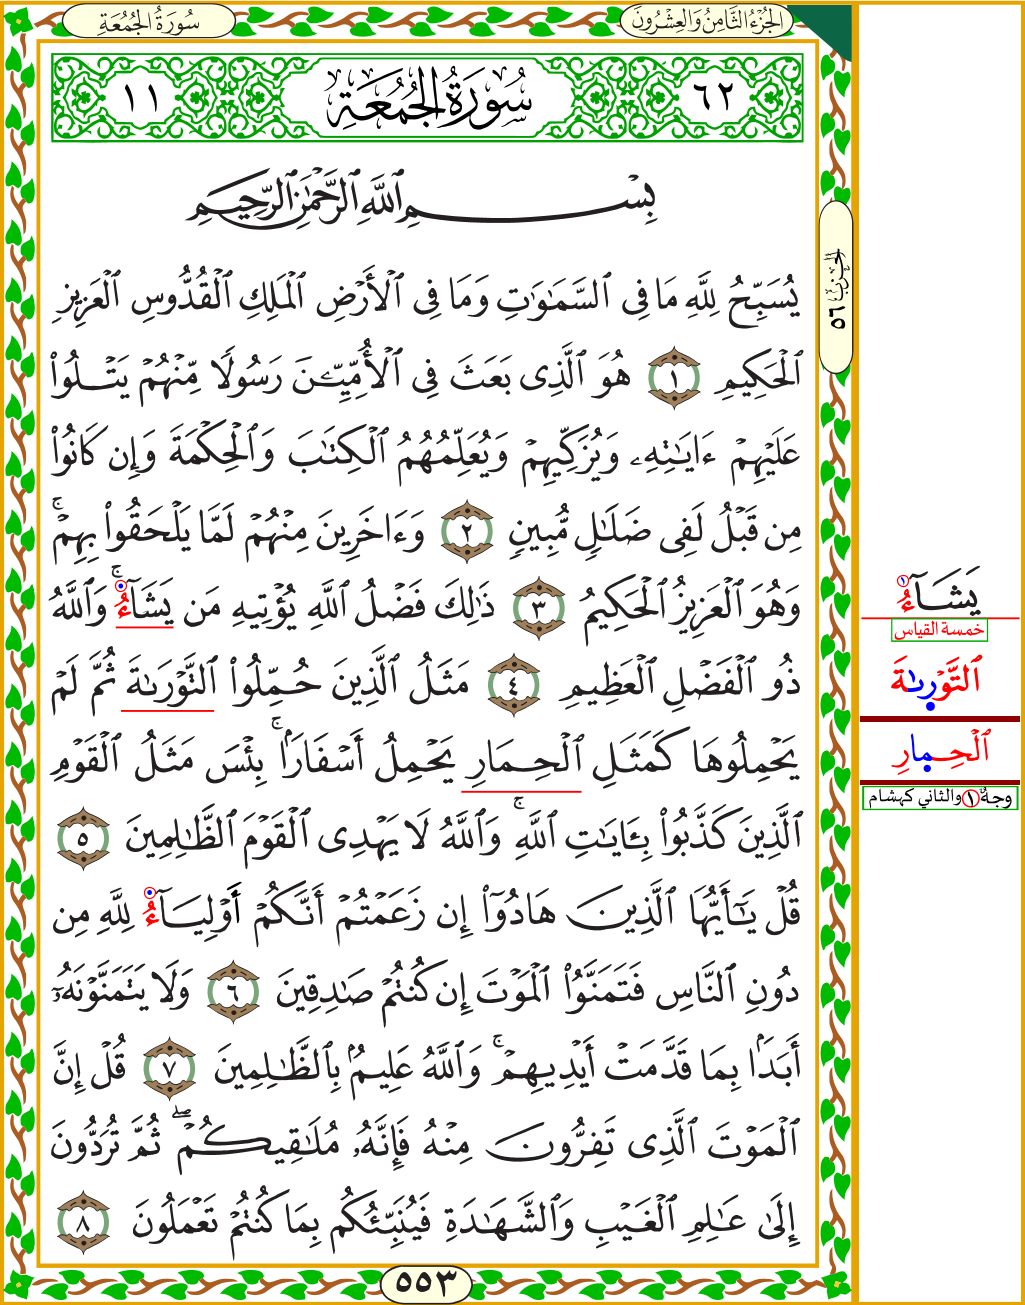 سُورَةُ الجُمُعَةِ
الجُزْءُ الثَّامِنُ وَالعِشْرُونَ
٦٢ سُورَةُ الجُمُعَةِ ١١
بِسْمِ ٱللَّهِ ٱلرَّحْمَٰنِ ٱلرَّحِيمِ
يُسَبِّحُ لِلَّهِ مَا فِى ٱلسَّمَٰوَٰتِ وَمَا فِى ٱلْأَرْضِ ٱلْمَلِكِ ٱلْقُدُّوسِ ٱلْعَزِيزِ
ٱلْحَكِيمِ ١ هُوَ ٱلَّذِى بَعَثَ فِى ٱلْأُمِّيِّـۧنَ رَسُولًا مِّنْهُمْ يَتْلُوا۟
عَلَيْهِمْ ءَايَٰتِهِۦ وَيُزَكِّيهِمْ وَيُعَلِّمُهُمُ ٱلْكِتَٰبَ وَٱلْحِكْمَةَ وَإِن كَانُوا۟
مِن قَبْلُ لَفِى ضَلَٰلٍ مُّبِينٍ ٢ وَءَاخَرِينَ مِنْهُمْ لَمَّا يَلْحَقُوا۟ بِهِمْ ۚ
وَهُوَ ٱلْعَزِيزُ ٱلْحَكِيمُ ٣ ذَٰلِكَ فَضْلُ ٱللَّهِ يُؤْتِيهِ مَن يَشَآءُ ۚ وَٱللَّهُ
ذُو ٱلْفَضْلِ ٱلْعَظِيمِ ٤ مَثَلُ ٱلَّذِينَ حُمِّلُوا۟ ٱلتَّوْرَىٰةَ ثُمَّ لَمْ
يَحْمِلُوهَا كَمَثَلِ ٱلْحِمَارِ يَحْمِلُ أَسْفَارًۢا ۚ بِئْسَ مَثَلُ ٱلْقَوْمِ
ٱلَّذِينَ كَذَّبُوا۟ بِـَٔايَٰتِ ٱللَّهِ ۚ وَٱللَّهُ لَا يَهْدِى ٱلْقَوْمَ ٱلظَّٰلِمِينَ ٥
قُلْ يَٰٓأَيُّهَا ٱلَّذِينَ هَادُوٓا۟ إِن زَعَمْتُمْ أَنَّكُمْ أَوْلِيَآءُ لِلَّهِ مِن
دُونِ ٱلنَّاسِ فَتَمَنَّوُا۟ ٱلْمَوْتَ إِن كُنتُمْ صَٰدِقِينَ ٦ وَلَا يَتَمَنَّوْنَهُۥٓ
أَبَدًۢا بِمَا قَدَّمَتْ أَيْدِيهِمْ ۚ وَٱللَّهُ عَلِيمٌۢ بِٱلظَّٰلِمِينَ ٧ قُلْ إِنَّ
ٱلْمَوْتَ ٱلَّذِى تَفِرُّونَ مِنْهُ فَإِنَّهُۥ مُلَٰقِيكُمْ ۖ ثُمَّ تُرَدُّونَ
إِلَىٰ عَٰلِمِ ٱلْغَيْبِ وَٱلشَّهَٰدَةِ فَيُنَبِّئُكُم بِمَا كُنتُمْ تَعْمَلُونَ ٨
٥٥٣
الحزب ٥٦
يَشَآءُ ١
خمسة القياس
ٱلتَّوْرَىٰةَ
ٱلْحِمَارِ
وجهٌ ١ والثاني كهشام